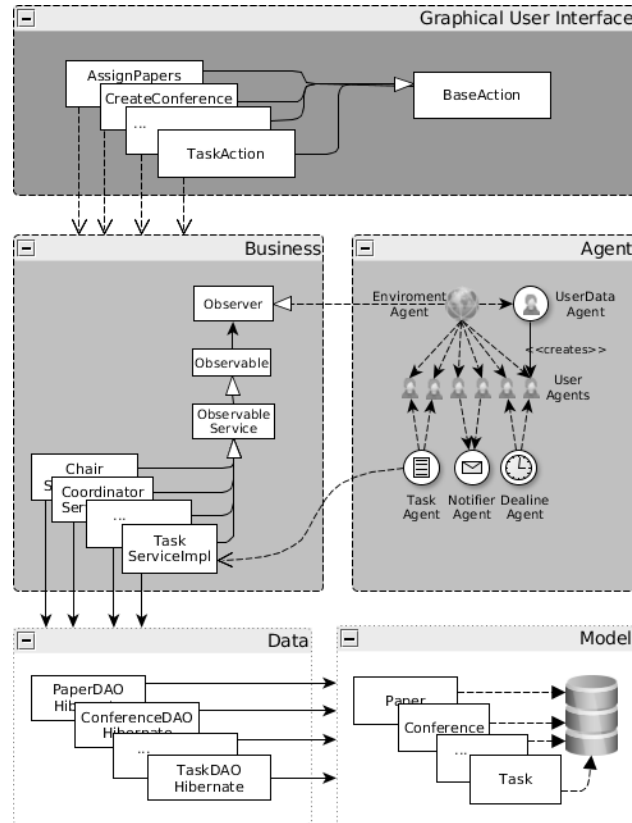 Graphical User Interface
AssignPapers
CreateConference
...
TaskAction
BaseAction
Business
Observer
Observable
Observable
Service
Chair
S
Coordinator
Ser
...
Task
ServiceImpl
Agent
Enviroment
Agent
UserData
Agent
<<creates>>
User
Agents
Task
Agent
Notifier
Agent
Dealine
Agent
Data
PaperDAO
Hib
ConferenceDAO
Hibernate
...
TaskDAO
Hibernate
Model
Paper
Conference
...
Task